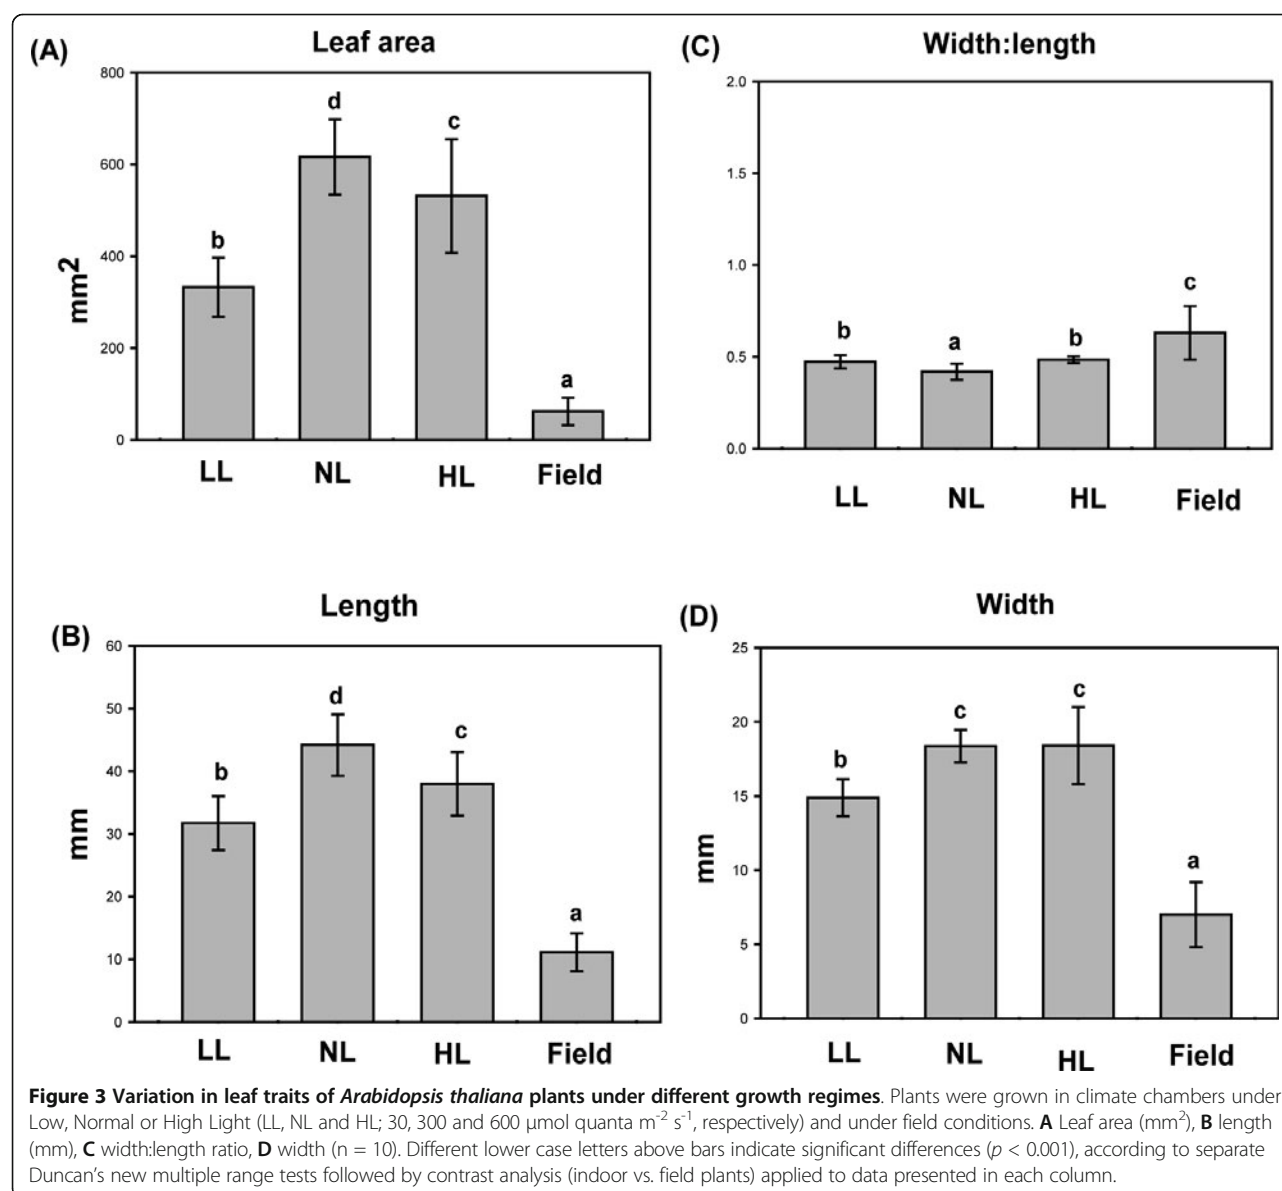 (A)
Leaf area
800
600
400
200
0
mm2
b
d
c
a
LL NL HL Field
(C)
Width:length
2.0
1.5
1.0
0.5
0.0
b
a
b
c
LL NL HL Field
(B)
Length
60
50
40
30
20
10
0
mm
b
d
c
a
LL NL HL Field
(D)
Width
25
20
15
10
5
0
mm
b
c
c
a
LL NL HL Field
Figure 3 Variation in leaf traits of Arabidopsis thaliana plants under different growth regimes. Plants were grown in climate chambers under
Low, Normal or High Light (LL, NL and HL; 30, 300 and 600 μmol quanta m⁻² s⁻¹, respectively) and under field conditions. A Leaf area (mm²), B length
(mm), C width:length ratio, D width (n = 10). Different lower case letters above bars indicate significant differences (p < 0.001), according to separate
Duncan's new multiple range tests followed by contrast analysis (indoor vs. field plants) applied to data presented in each column.